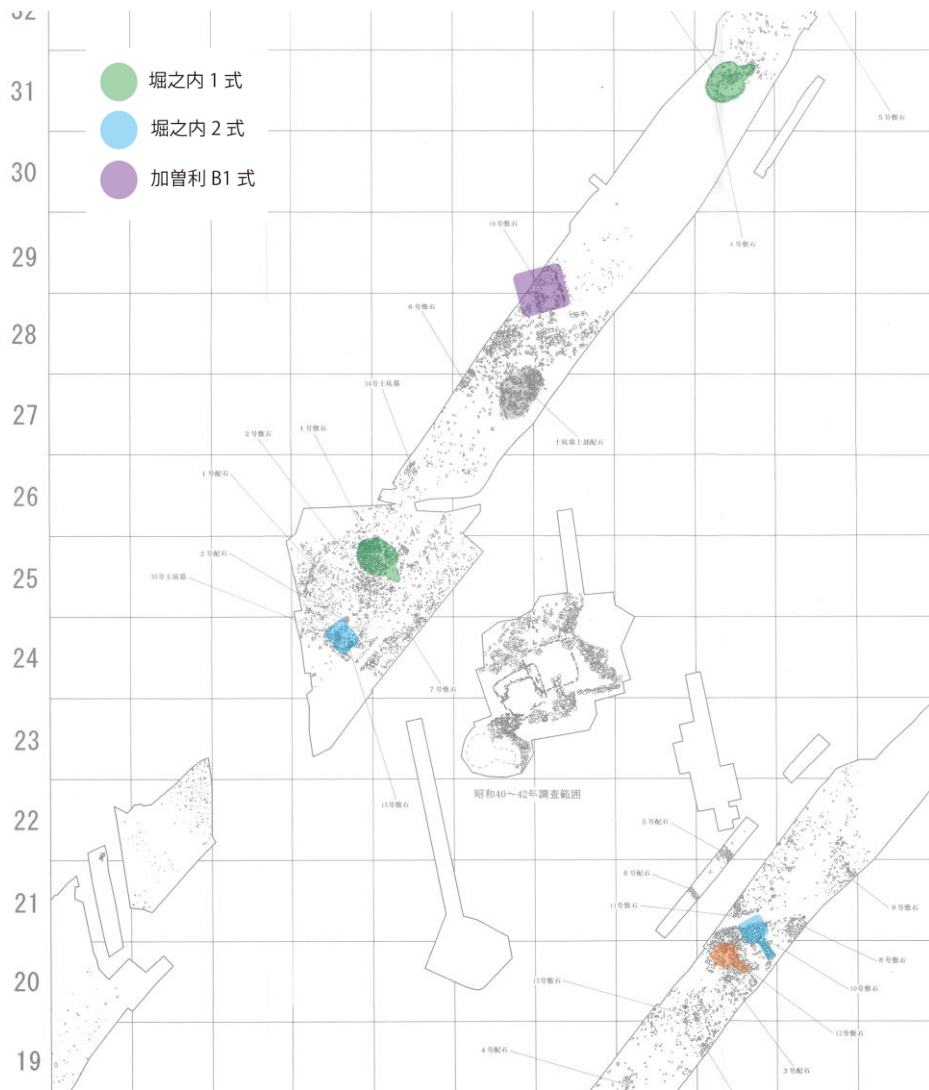 32
31
30
29
28
27
26
25
24
23
22
21
20
19
堀之内 1 式
堀之内 2 式
加曽利 B1 式
5号敷石
4号敷石
16号敷石
6号敷石
34号土坑墓
土坑墓上部配石
1号敷石
2号敷石
1号配石
2号配石
35号土坑墓
7号敷石
15号敷石
昭和40～42年調査範囲
5号配石
6号配石
11号敷石
9号敷石
8号敷石
10号敷石
13号敷石
12号敷石
3号配石
4号配石